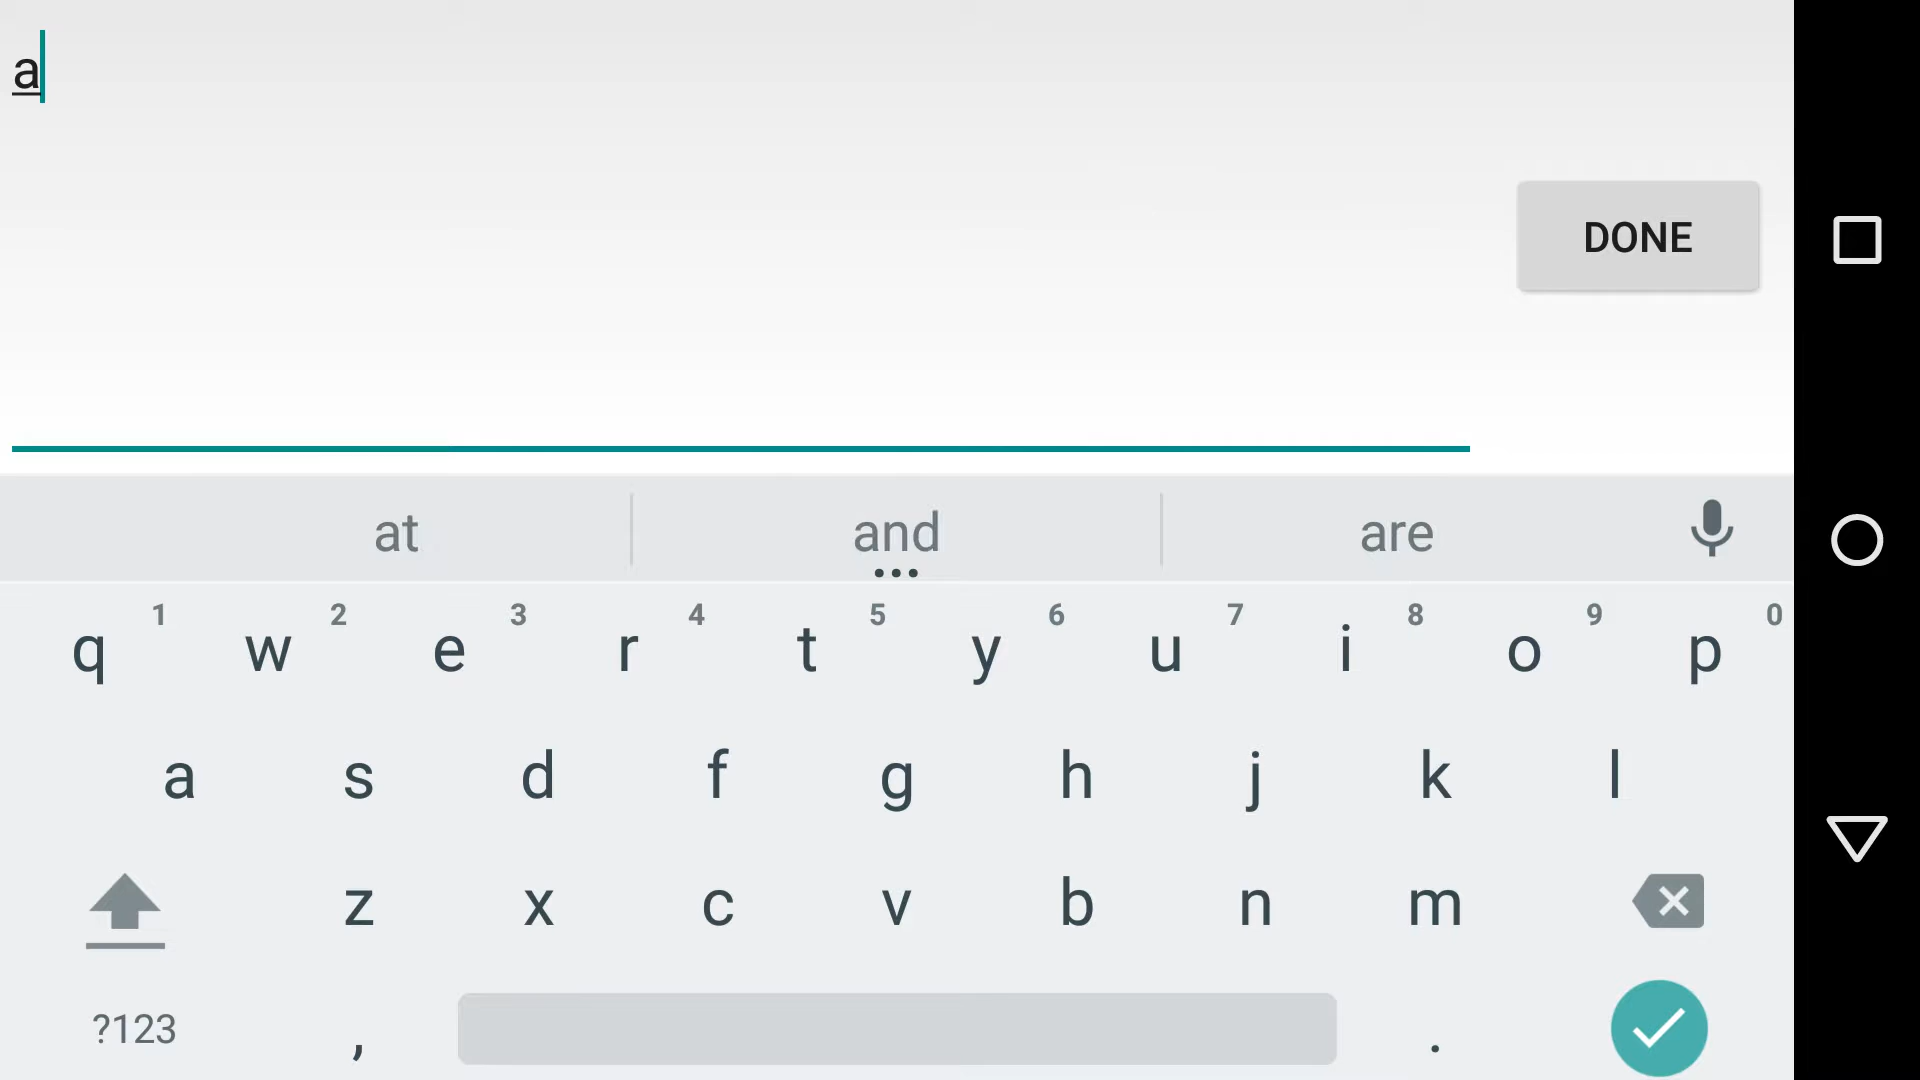 a
DONE
at and are
1 2 3 4 5 6 7 8 9 0
q w e r t y u i o p
a s d f g h j k l
z x c v b n m
?123 , .